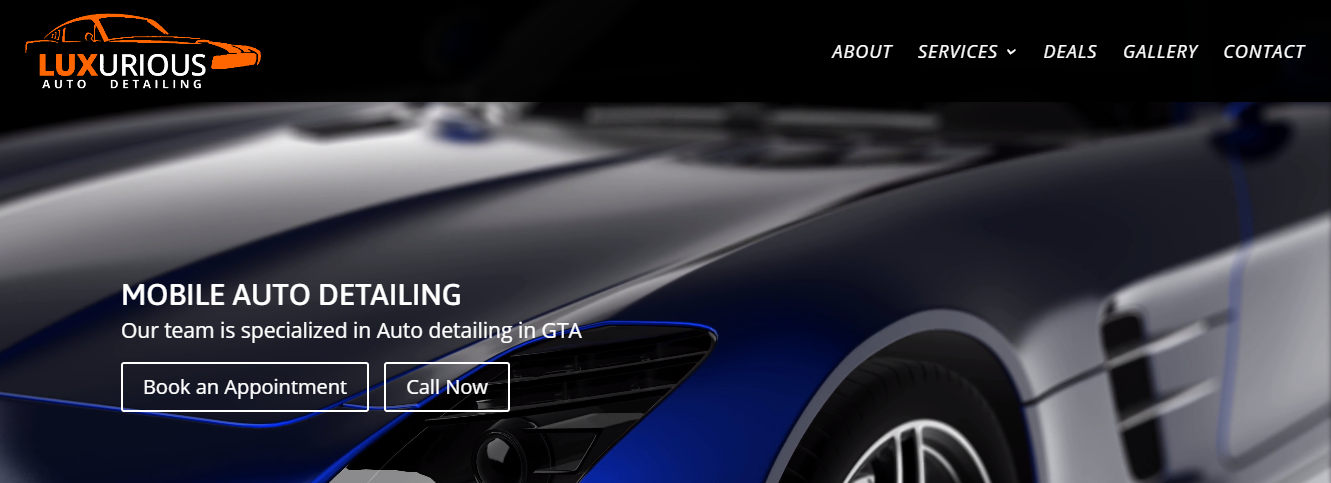 LUXURIOUS
AUTO DETAILING
ABOUT SERVICES DEALS GALLERY CONTACT
MOBILE AUTO DETAILING
Our team is specialized in Auto detailing in GTA
Book an Appointment Call Now